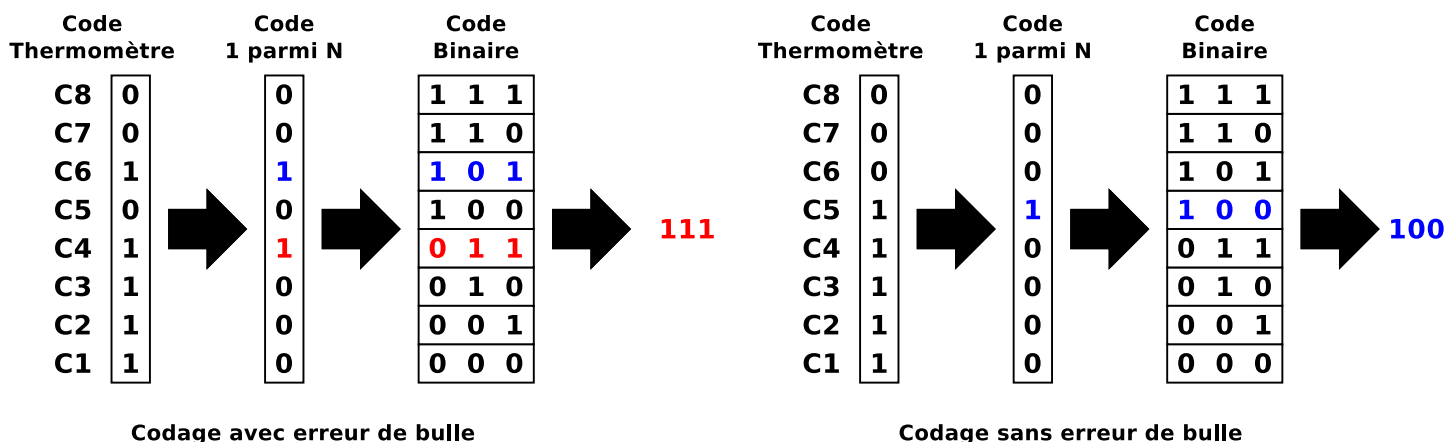 Code Thermomètre
Code 1 parmi N
Code Binaire
C8 0 0 1 1 1
C7 0 0 1 1 0
C6 1 1 1 0 1
C5 0 0 1 0 0
C4 1 1 0 1 1
C3 1 0 0 1 0
C2 1 0 0 0 1
C1 1 0 0 0 0
111
Codage avec erreur de bulle
Code Thermomètre
Code 1 parmi N
Code Binaire
C8 0 0 1 1 1
C7 0 0 1 1 0
C6 0 0 1 0 1
C5 1 1 1 0 0
C4 1 0 0 1 1
C3 1 0 0 1 0
C2 1 0 0 0 1
C1 1 0 0 0 0
100
Codage sans erreur de bulle